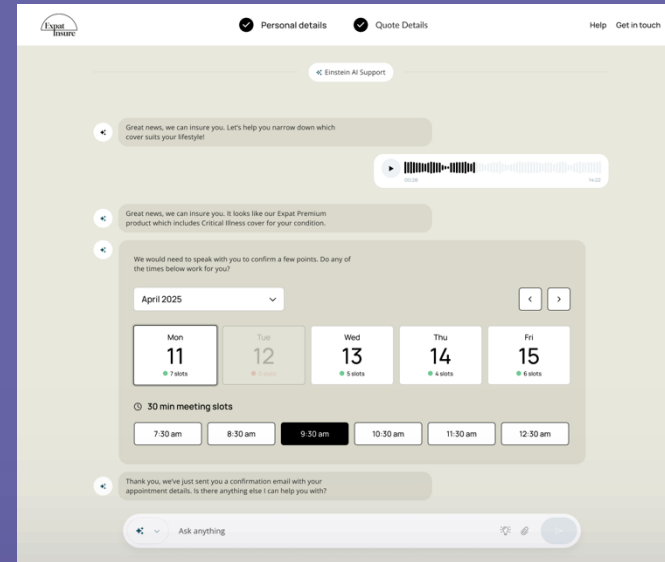 Expat
Insure
Personal details
Quote Details
Help
Get in touch
Einstein AI Support
Great news, we can insure you. Let's help you narrow down which
cover suits your lifestyle!
00:28
Great news, we can insure you. It looks like our Expat Premium
product which includes Critical Illness cover for your condition.
We would need to speak with you to confirm a few points. Do any of
the times below work for you?
April 2025
Mon
11
7 slots
Tue
12
Wed
13
5 slots
Thu
14
4 slots
Fri
15
6 slots
30 min meeting slots
7:30 am
8:30 am
9:30 am
10:30 am
11:30 am
12:30 am
Thank you, we've just sent you a confirmation email with your
appointment details. Is there anything else I can help you with?
Ask anything